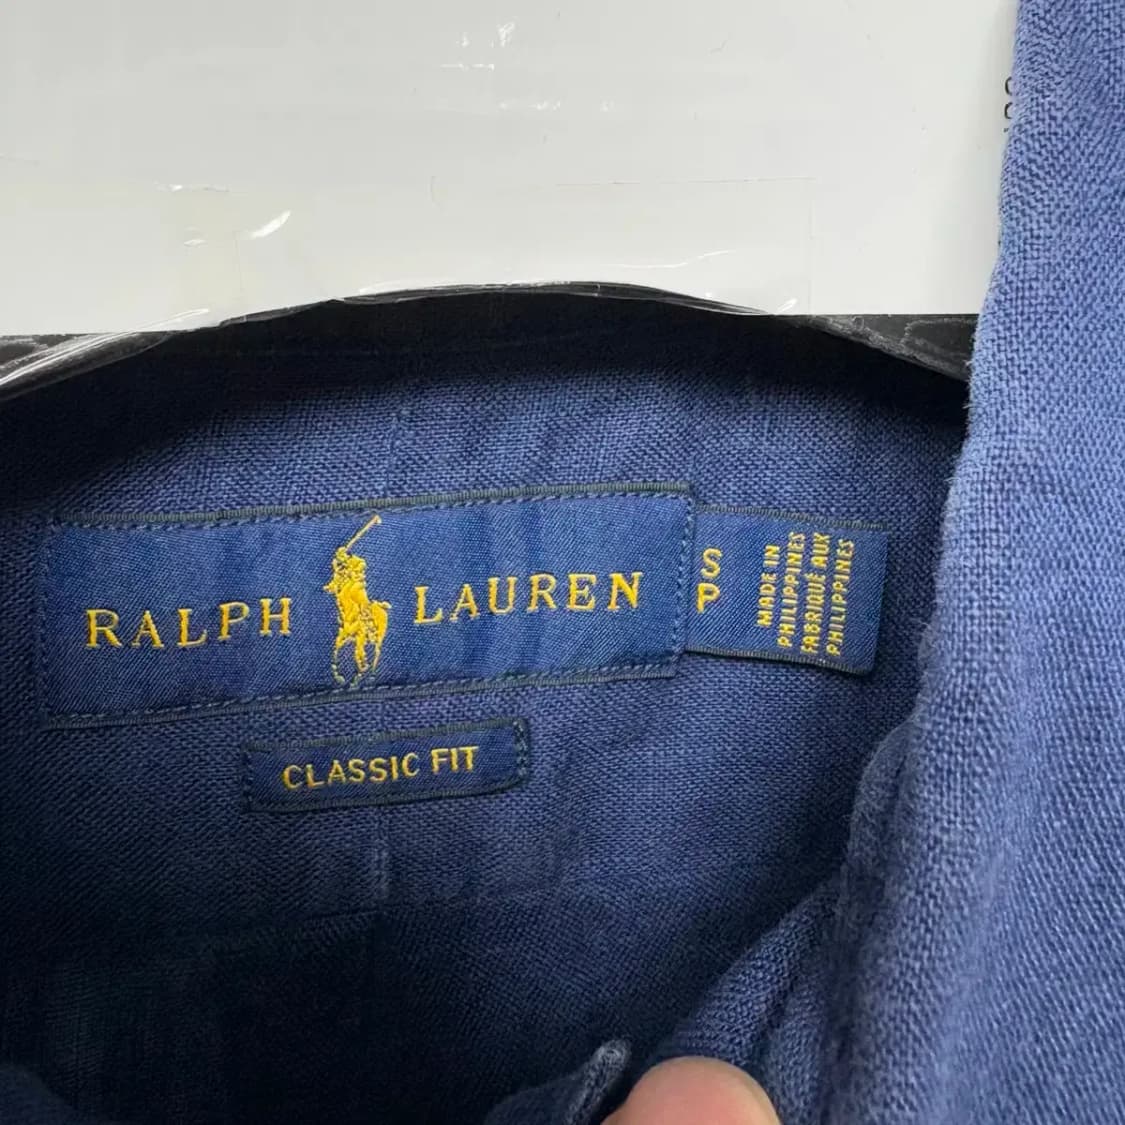 RALPH LAUREN
S
P
MADE IN
PHILIPPINES
FABRIQUÉ AUX
PHILIPPINES
CLASSIC FIT